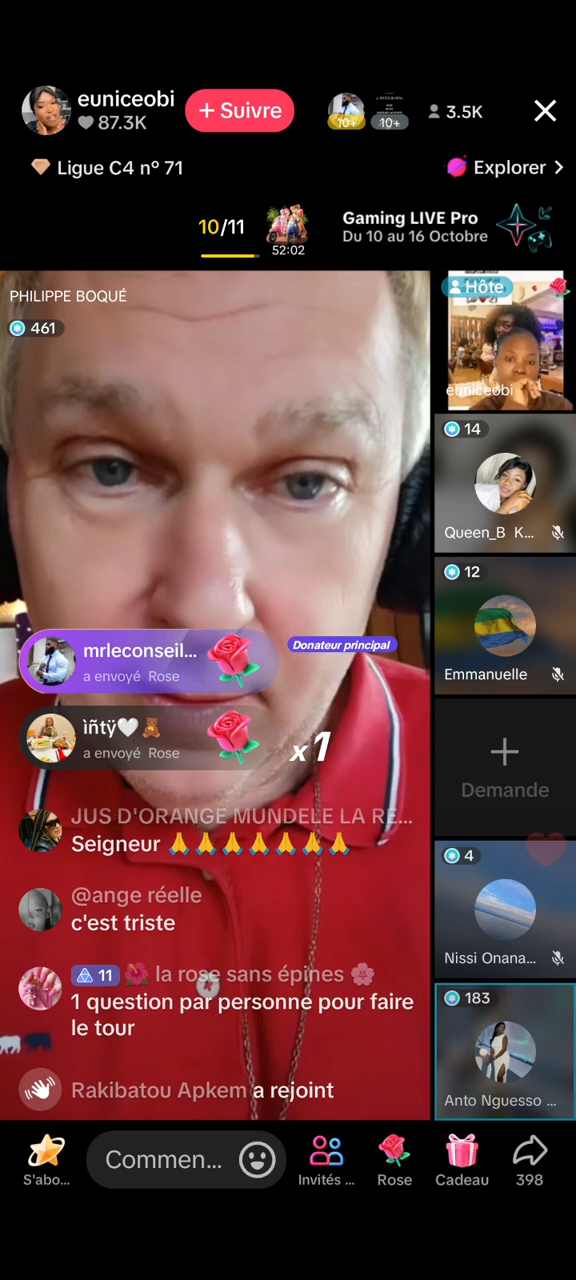 euniceobi
87.3K
+ Suivre
10+
10+
3.5K
Ligue C4 nº 71
Explorer
10/11
52:02
Gaming LIVE Pro
Du 10 au 16 Octobre
PHILIPPE BOQUÉ
461
Hôte
euniceobi
14
Queen_B K...
12
Emmanuelle
Demande
4
Nissi Onana...
183
Anto Nguesso ...
mrleconseil...
a envoyé Rose
Donateur principal
ìñtÿ🤍🧸
a envoyé Rose
x1
JUS D'ORANGE MUNDELE LA RE...
Seigneur 🙏🙏🙏🙏🙏🙏🙏
@ange réelle
c'est triste
11 🌺 la rose sans épines 🌸
1 question par personne pour faire
le tour
Rakibatou Apkem a rejoint
S'abo...
Commen...
Invités ...
Rose
Cadeau
398